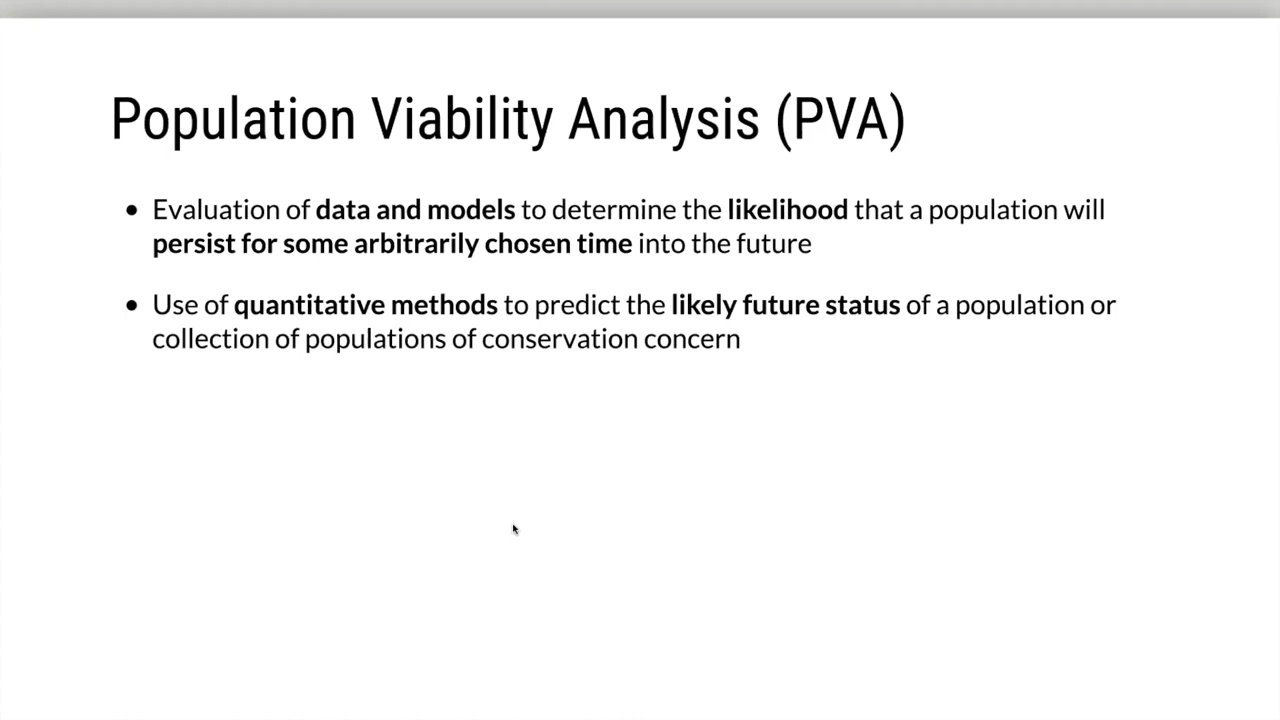 Population Viability Analysis (PVA)
• Evaluation of data and models to determine the likelihood that a population will
persist for some arbitrarily chosen time into the future
• Use of quantitative methods to predict the likely future status of a population or
collection of populations of conservation concern